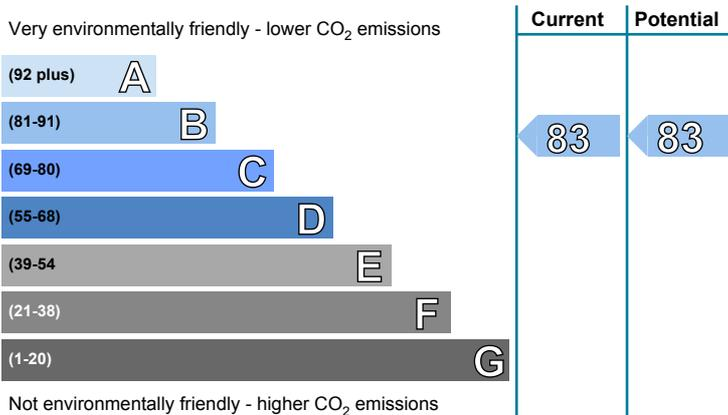 Current Potential
Very environmentally friendly - lower CO2 emissions
(92 plus) A
(81-91) B
83 83
(69-80) C
(55-68) D
(39-54 E
(21-38) F
(1-20) G
Not environmentally friendly - higher CO2 emissions